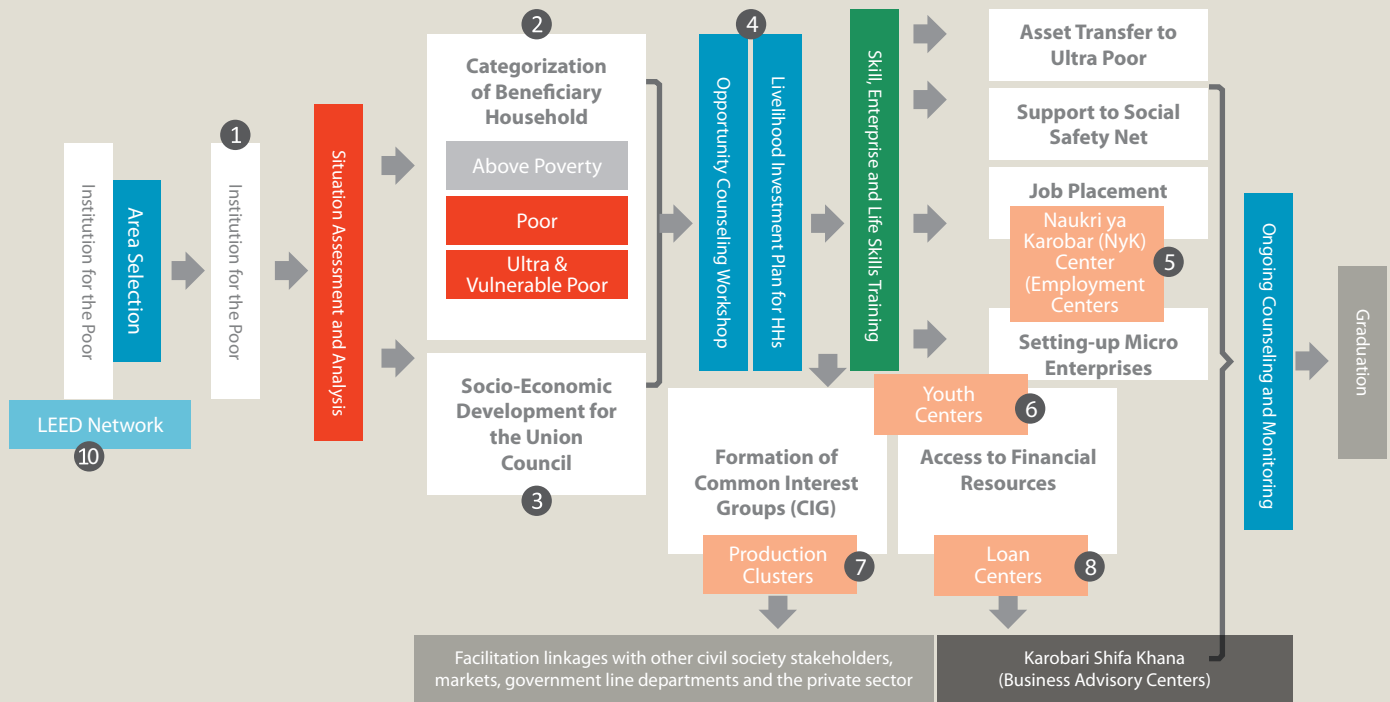 Institution for the Poor
Area Selection
LEED Network
10
1
Institution for the Poor
Situation Assessment and Analysis
2
Categorization
of Beneficiary
Household
Above Poverty
Poor
Ultra &
Vulnerable Poor
Socio-Economic
Development for
the Union
Council
3
4
Opportunity Counseling Workshop
Livelihood Investment Plan for HHs
Skill, Enterprise and Life Skills Training
Asset Transfer to
Ultra Poor
Support to Social
Safety Net
Job Placement
Naukri ya
Karobar (NyK)
Center
(Employment
Centers
5
Setting-up Micro
Enterprises
Youth
Centers
6
Formation of
Common Interest
Groups (CIG)
Production
Clusters
7
Access to Financial
Resources
Loan
Centers
8
Facilitation linkages with other civil society stakeholders,
markets, government line departments and the private sector
Karobari Shifa Khana
(Business Advisory Centers)
Ongoing Counseling and Monitoring
Graduation